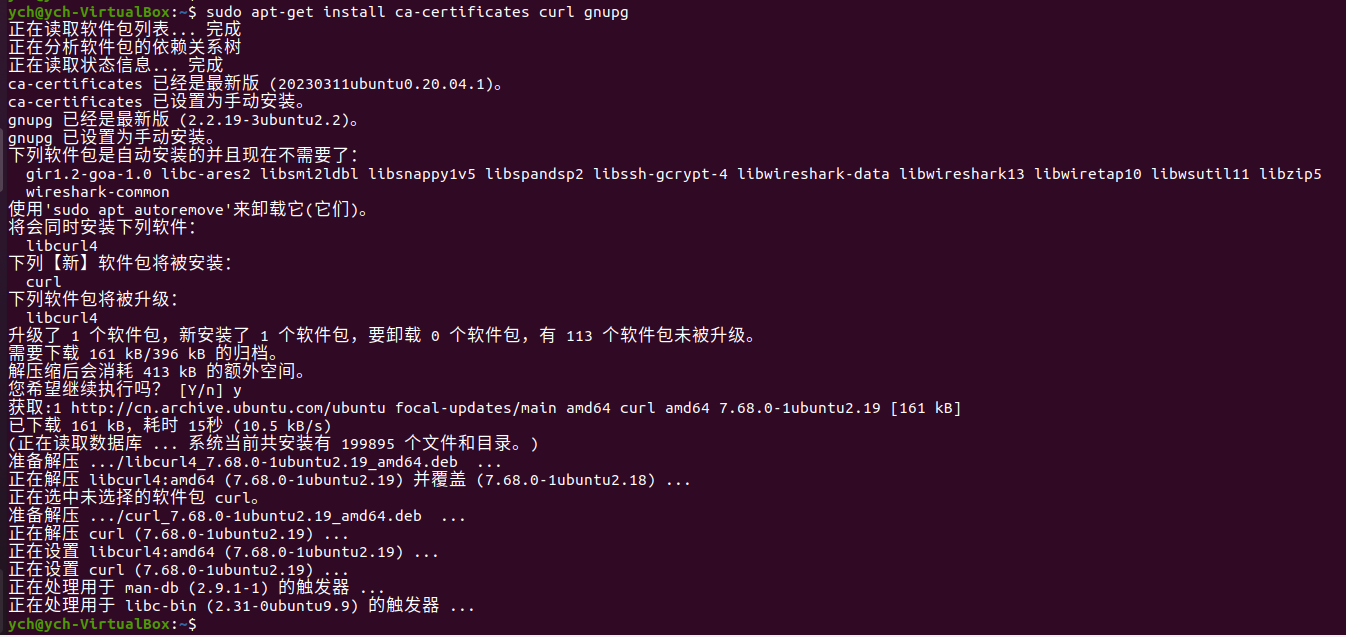 ych@ych-VirtualBox:~$ sudo apt-get install ca-certificates curl gnupg
正在读取软件包列表... 完成
正在分析软件包的依赖关系树
正在读取状态信息... 完成
ca-certificates 已经是最新版 (20230311ubuntu0.20.04.1)。
ca-certificates 已设置为手动安装。
gnupg 已经是最新版 (2.2.19-3ubuntu2.2)。
gnupg 已设置为手动安装。
下列软件包是自动安装的并且现在不需要了：
  gir1.2-goa-1.0 libc-ares2 libsmi2ldbl libsnappy1v5 libspandsp2 libssh-gcrypt-4 libwireshark-data libwireshark13 libwiretap10 libwsutil11 libzip5
  wireshark-common
使用'sudo apt autoremove'来卸载它(它们)。
将会同时安装下列软件：
  libcurl4
下列【新】软件包将被安装：
  curl
下列软件包将被升级：
  libcurl4
升级了 1 个软件包，新安装了 1 个软件包，要卸载 0 个软件包，有 113 个软件包未被升级。
需要下载 161 kB/396 kB 的归档。
解压缩后会消耗 413 kB 的额外空间。
您希望继续执行吗？ [Y/n] y
获取:1 http://cn.archive.ubuntu.com/ubuntu focal-updates/main amd64 curl amd64 7.68.0-1ubuntu2.19 [161 kB]
已下载 161 kB，耗时 15秒 (10.5 kB/s)
(正在读取数据库 ... 系统当前共安装有 199895 个文件和目录。)
准备解压 .../libcurl4_7.68.0-1ubuntu2.19_amd64.deb  ...
正在解压 libcurl4:amd64 (7.68.0-1ubuntu2.19) 并覆盖 (7.68.0-1ubuntu2.18) ...
正在选中未选择的软件包 curl。
准备解压 .../curl_7.68.0-1ubuntu2.19_amd64.deb  ...
正在解压 curl (7.68.0-1ubuntu2.19) ...
正在设置 libcurl4:amd64 (7.68.0-1ubuntu2.19) ...
正在设置 curl (7.68.0-1ubuntu2.19) ...
正在处理用于 man-db (2.9.1-1) 的触发器 ...
正在处理用于 libc-bin (2.31-0ubuntu9.9) 的触发器 ...
ych@ych-VirtualBox:~$